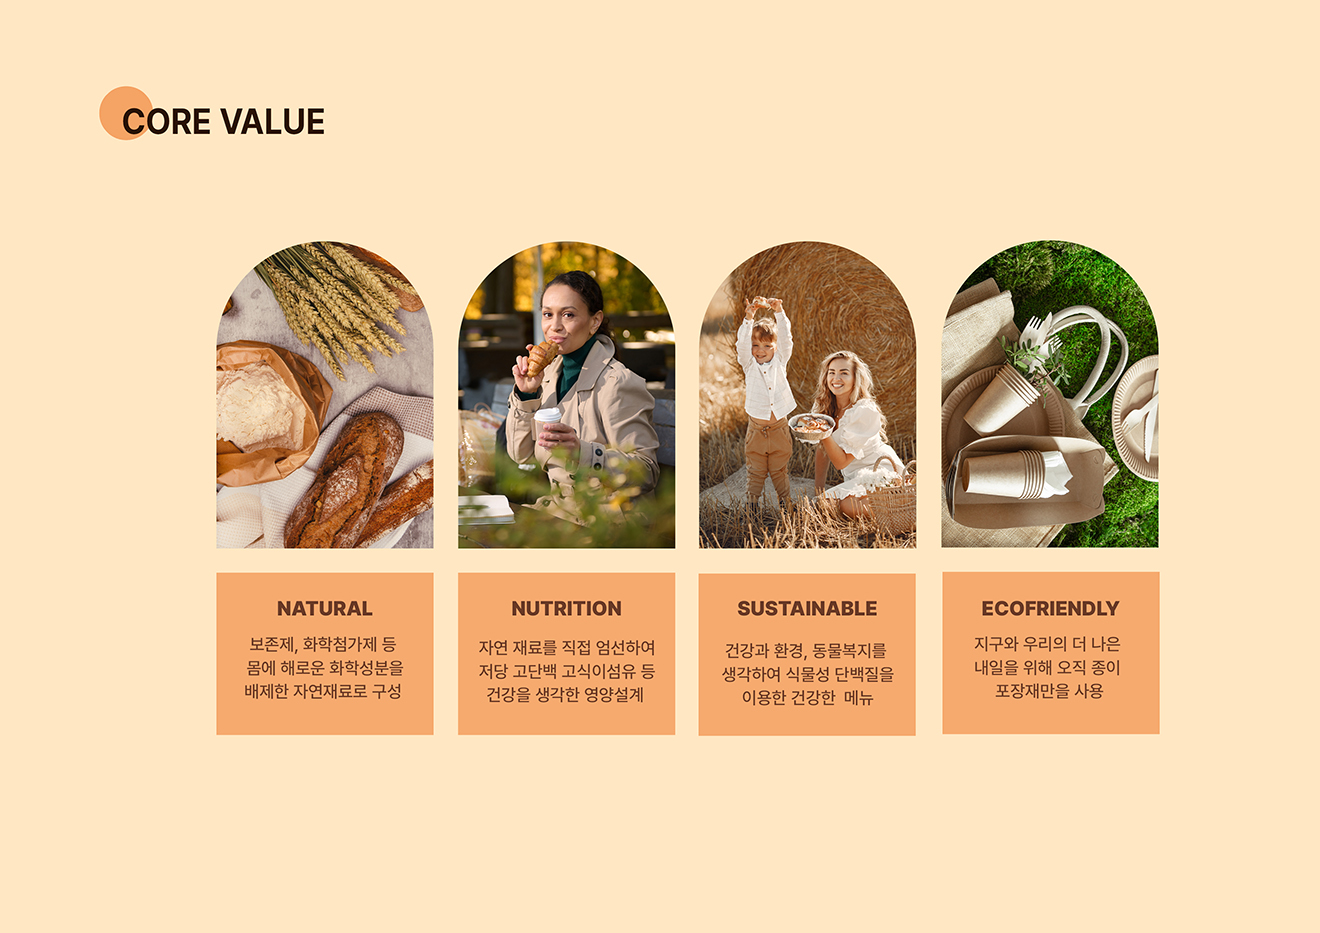 CORE VALUE
NATURAL
보존제, 화학첨가제 등
몸에 해로운 화학성분을
배제한 자연재료로 구성
NUTRITION
자연 재료를 직접 엄선하여
저당 고단백 고식이섬유 등
건강을 생각한 영양설계
SUSTAINABLE
건강과 환경, 동물복지를
생각하여 식물성 단백질을
이용한 건강한 메뉴
ECOFRIENDLY
지구와 우리의 더 나은
내일을 위해 오직 종이
포장재만을 사용